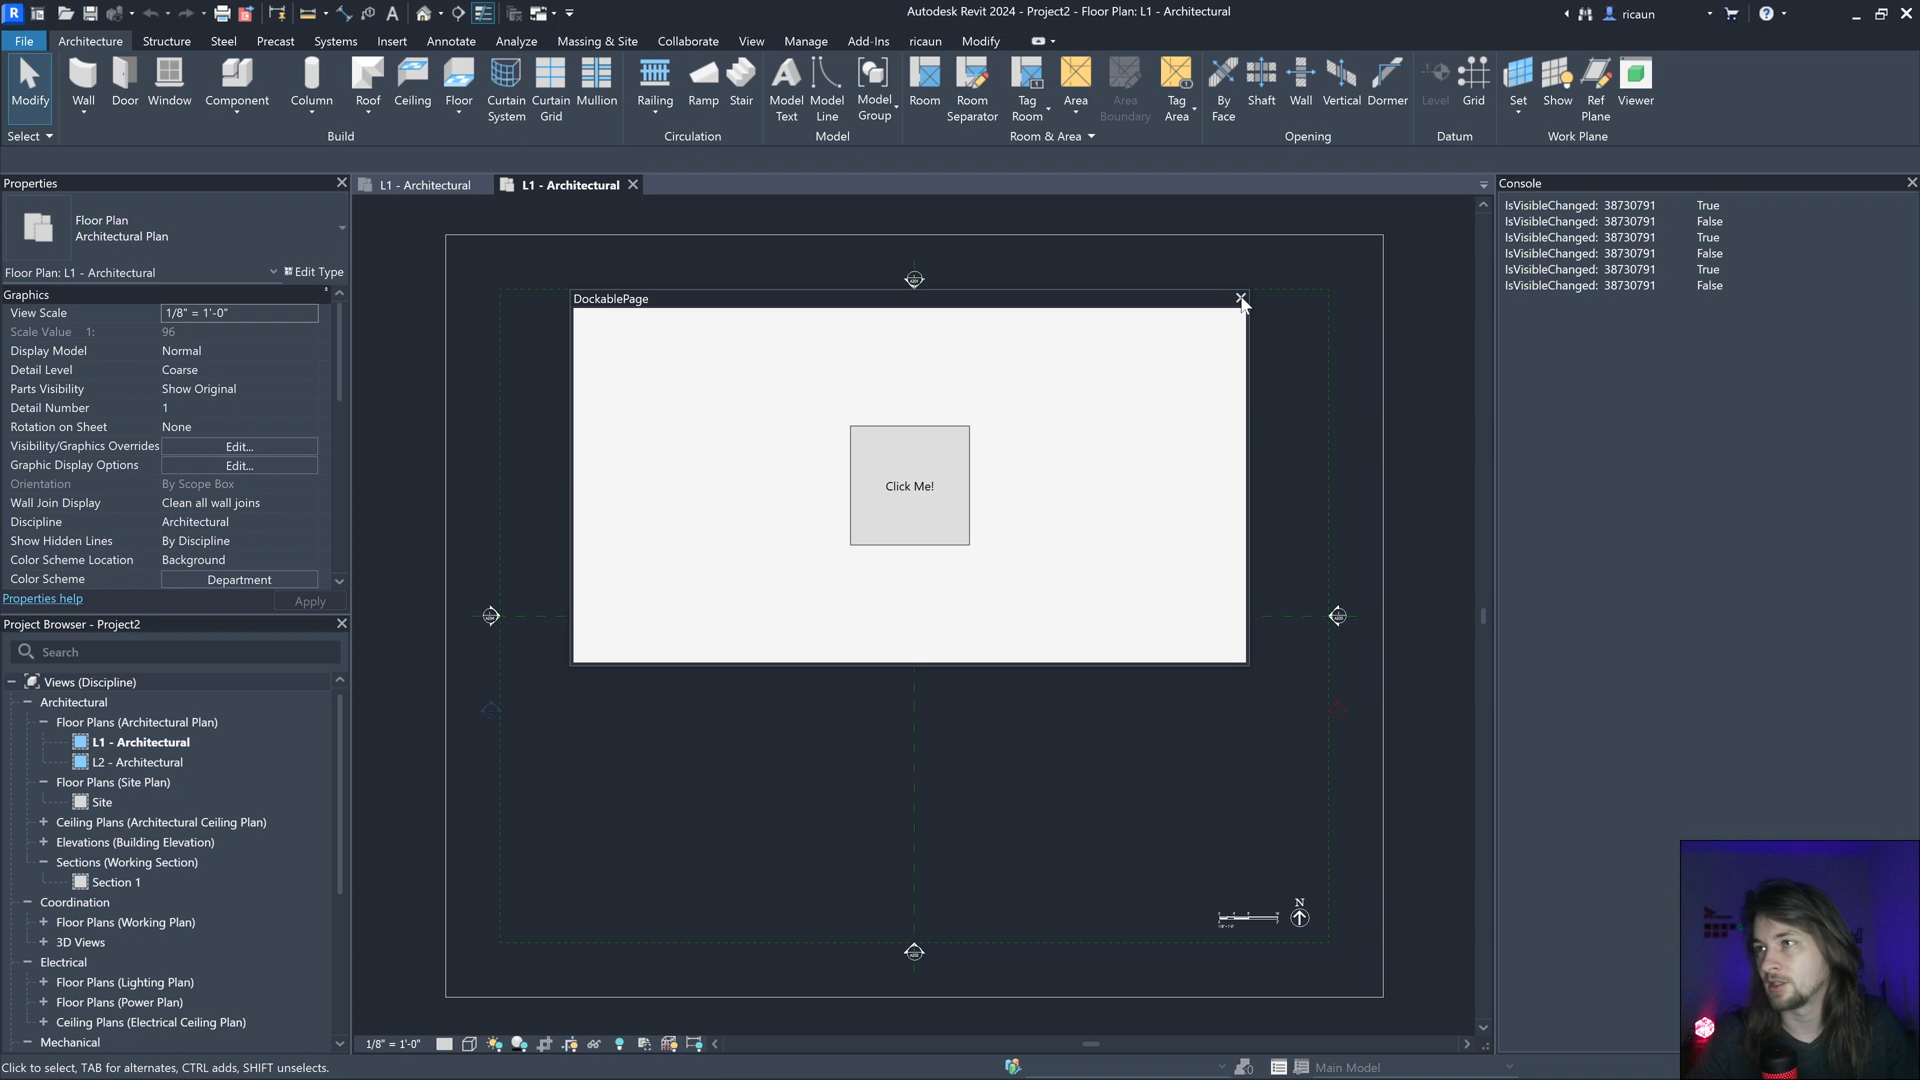 Autodesk Revit 2024 - Project2 - Floor Plan: L1 - Architectural
ricaun
File
Architecture
Structure
Steel
Precast
Systems
Insert
Annotate
Analyze
Massing & Site
Collaborate
View
Manage
Add-Ins
ricaun
Modify
Modify
Wall
Door
Window
Component
Column
Roof
Ceiling
Floor
Curtain
System
Curtain
Grid
Mullion
Railing
Ramp
Stair
Model
Text
Model
Line
Model
Group
Room
Room
Separator
Tag
Room
Area
Area
Boundary
Tag
Area
By
Face
Shaft
Wall
Vertical
Dormer
Level
Grid
Set
Show
Ref
Plane
Viewer
Select
Build
Circulation
Model
Room & Area
Opening
Datum
Work Plane
Properties
Floor Plan
Architectural Plan
Floor Plan: L1 - Architectural
Edit Type
Graphics
View Scale 1/8" = 1'-0"
Scale Value 1: 96
Display Model Normal
Detail Level Coarse
Parts Visibility Show Original
Detail Number 1
Rotation on Sheet None
Visibility/Graphics Overrides Edit...
Graphic Display Options Edit...
Orientation By Scope Box
Wall Join Display Clean all wall joins
Discipline Architectural
Show Hidden Lines By Discipline
Color Scheme Location Background
Color Scheme Department
Properties help
Apply
Project Browser - Project2
Search
Views (Discipline)
Architectural
Floor Plans (Architectural Plan)
L1 - Architectural
L2 - Architectural
Floor Plans (Site Plan)
Site
Ceiling Plans (Architectural Ceiling Plan)
Elevations (Building Elevation)
Sections (Working Section)
Section 1
Coordination
Floor Plans (Working Plan)
3D Views
Electrical
Floor Plans (Lighting Plan)
Floor Plans (Power Plan)
Ceiling Plans (Electrical Ceiling Plan)
Mechanical
L1 - Architectural
L1 - Architectural
DockablePage
Click Me!
N
1/8" = 1'-0"
Console
IsVisibleChanged: 38730791 True
IsVisibleChanged: 38730791 False
IsVisibleChanged: 38730791 True
IsVisibleChanged: 38730791 False
IsVisibleChanged: 38730791 True
IsVisibleChanged: 38730791 False
Click to select, TAB for alternates, CTRL adds, SHIFT unselects.
:0
Main Model